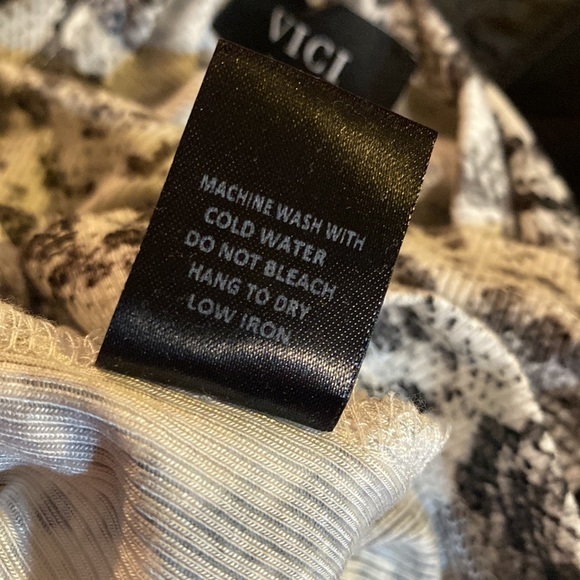 VICI
MACHINE WASH WITH
COLD WATER
DO NOT BLEACH
HANG TO DRY
LOW IRON